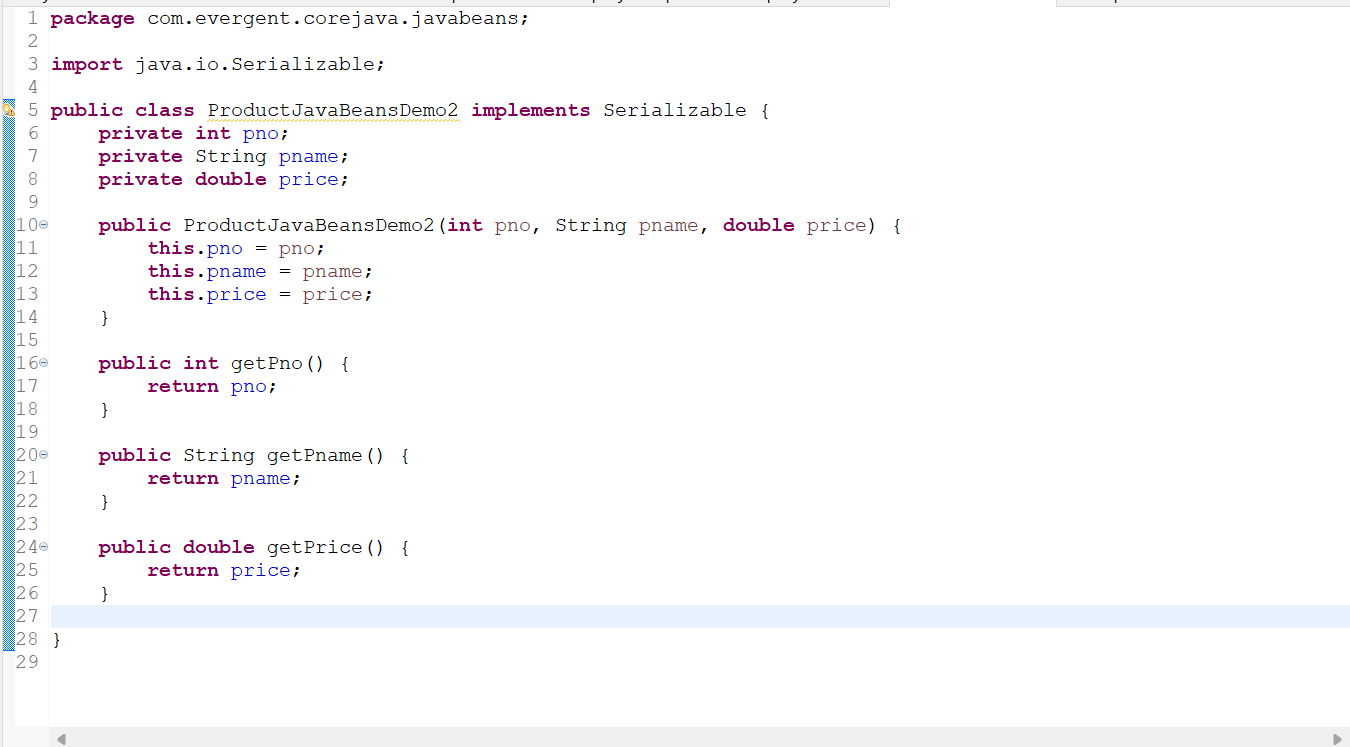 1 package com.evergent.corejava.javabeans;
2
3 import java.io.Serializable;
4
5 public class ProductJavaBeansDemo2 implements Serializable {
6     private int pno;
7     private String pname;
8     private double price;
9
10     public ProductJavaBeansDemo2(int pno, String pname, double price) {
11         this.pno = pno;
12         this.pname = pname;
13         this.price = price;
14     }
15
16     public int getPno() {
17         return pno;
18     }
19
20     public String getPname() {
21         return pname;
22     }
23
24     public double getPrice() {
25         return price;
26     }
27
28 }
29